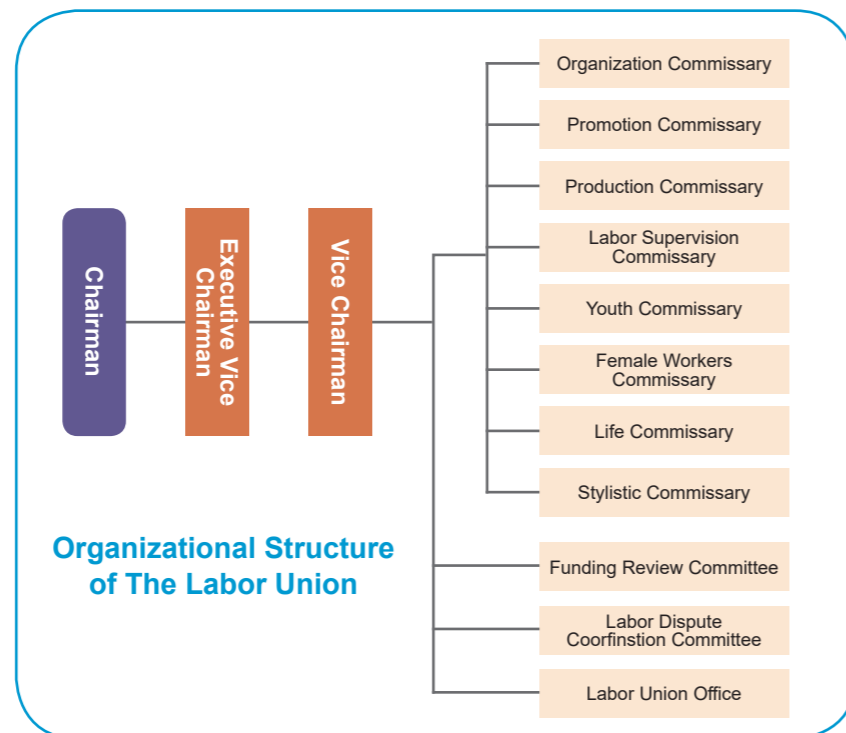 Chairman
Executive Vice
Chairman
Vice Chairman
Organization Commissary
Promotion Commissary
Production Commissary
Labor Supervision
Commissary
Youth Commissary
Female Workers
Commissary
Life Commissary
Stylistic Commissary
Funding Review Committee
Labor Dispute
Coorfinstion Committee
Labor Union Office
Organizational Structure
of The Labor Union